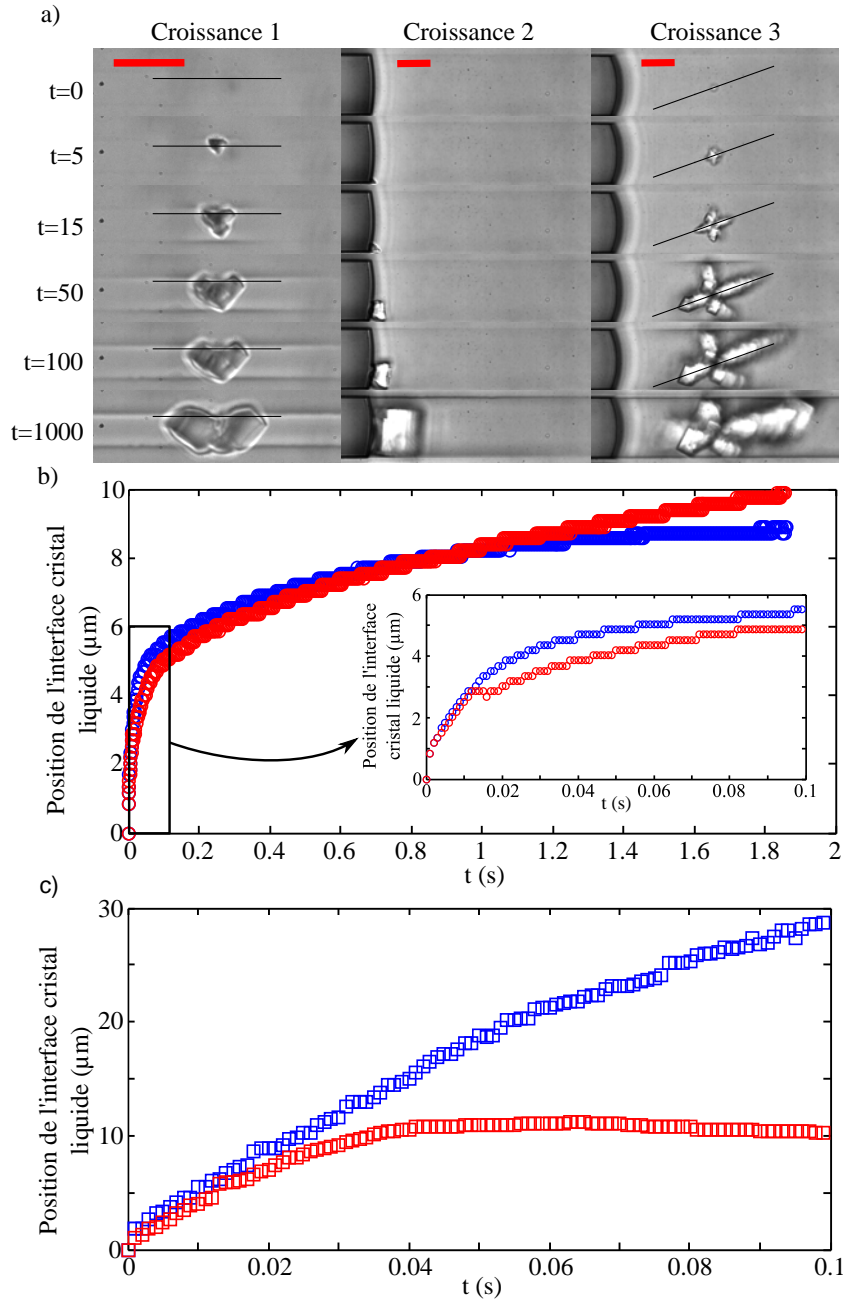 a)
Croissance 1 Croissance 2 Croissance 3
t=0
t=5
t=15
t=50
t=100
t=1000
b)
10
8
6
4
2
0
Position de l'interface cristal
liquide (µm)
0 0.2 0.4 0.6 0.8 1 1.2 1.4 1.6 1.8 2
t (s)
6
4
2
0
Position de l'interface
cristal liquide (µm)
0 0.02 0.04 0.06 0.08 0.1
t (s)
c)
30
20
10
0
Position de l'interface cristal
liquide (µm)
0 0.02 0.04 0.06 0.08 0.1
t (s)